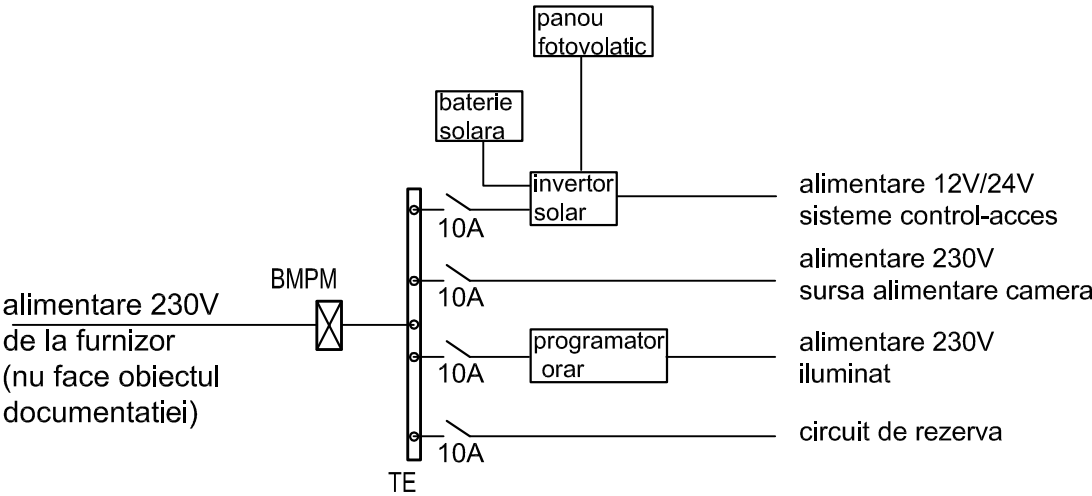 panou
fotovolatic
baterie
solara
invertor
solar
alimentare 12V/24V
sisteme control-acces
10A
alimentare 230V
sursa alimentare camera
10A
BMPM
alimentare 230V
de la furnizor
(nu face obiectul
documentatiei)
programator
orar
alimentare 230V
iluminat
10A
circuit de rezerva
10A
TE